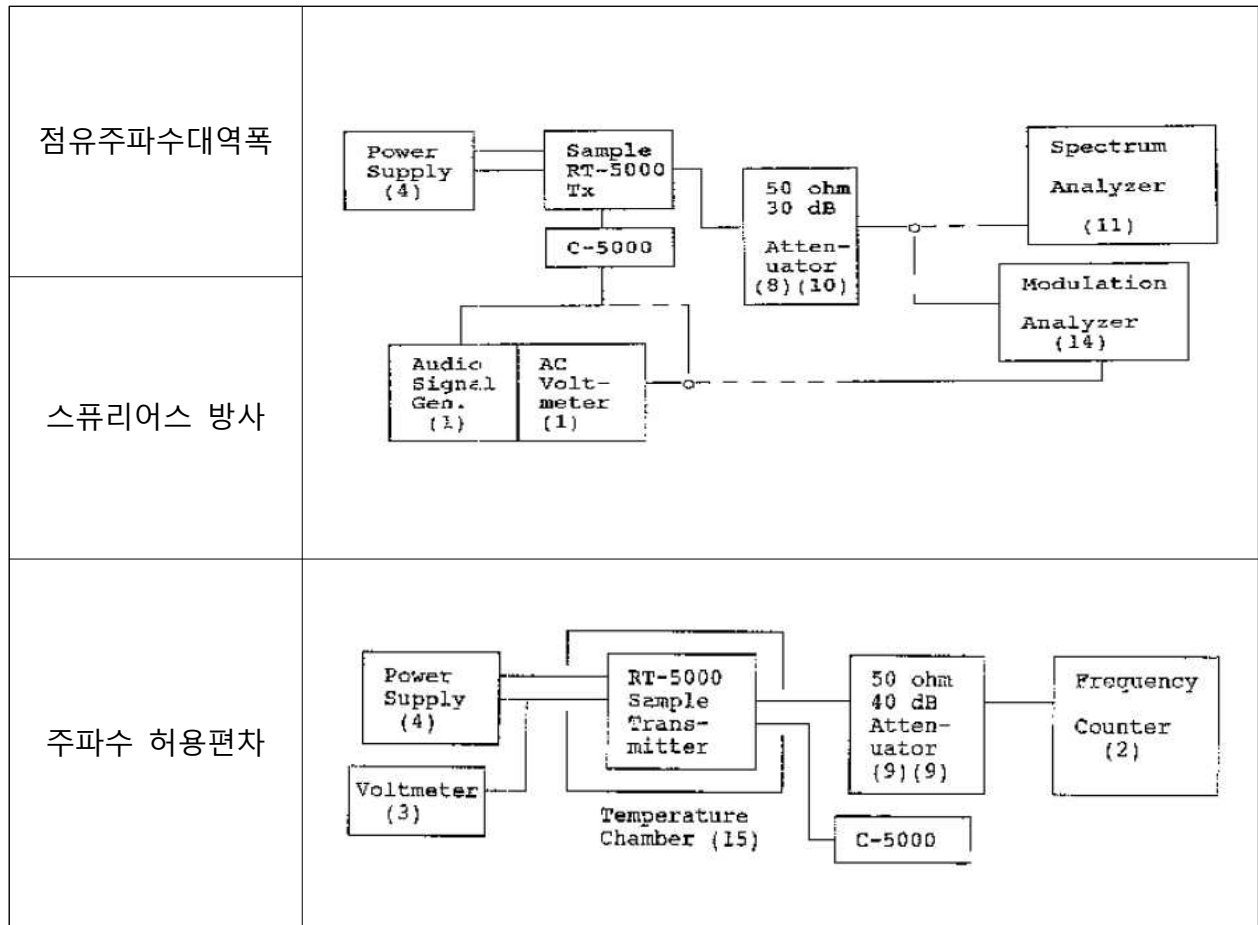 점유주파수대역폭
Power
Supply
(4)
Sample
RT-5000
Tx
C-5000
50 ohm
30 dB
Atten-
uator
(8)(10)
Spectrum
Analyzer
(11)
Modulation
Analyzer
(14)
Audio
Signal
Gen.
(1)
AC
Volt-
meter
(1)
스퓨리어스 방사
주파수 허용편차
Power
Supply
(4)
Voltmeter
(3)
RT-5000
Sample
Trans-
mitter
Temperature
Chamber (15)
50 ohm
40 dB
Atten-
uator
(9)(9)
C-5000
Frequency
Counter
(2)